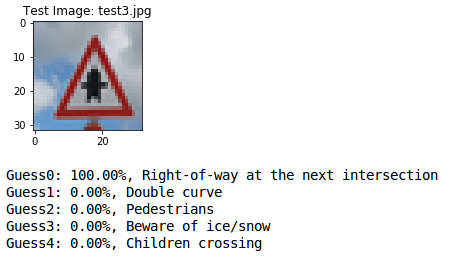 Test Image: test3.jpg
0
10
20
30
0
20
Guess0: 100.00%, Right-of-way at the next intersection
Guess1: 0.00%, Double curve
Guess2: 0.00%, Pedestrians
Guess3: 0.00%, Beware of ice/snow
Guess4: 0.00%, Children crossing